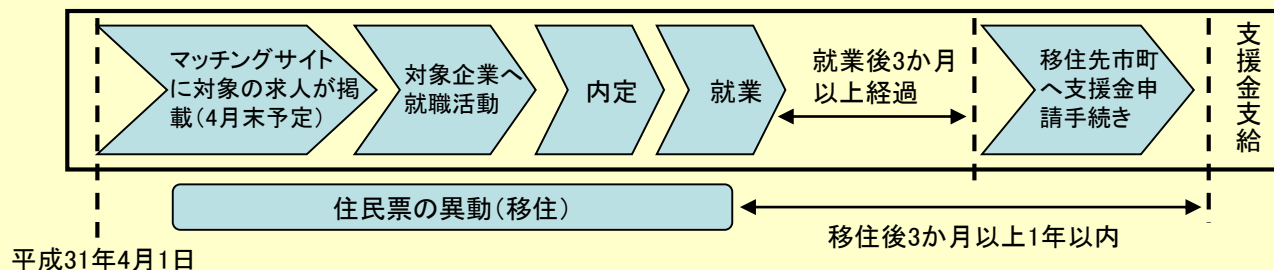 マッチングサイト
に対象の求人が掲
載(4月末予定)
対象企業へ
就職活動
内定
就業
就業後3か月
以上経過
移住先市町
へ支援金申
請手続き
支援金支給
住民票の異動(移住)
移住後3か月以上1年以内
平成31年4月1日